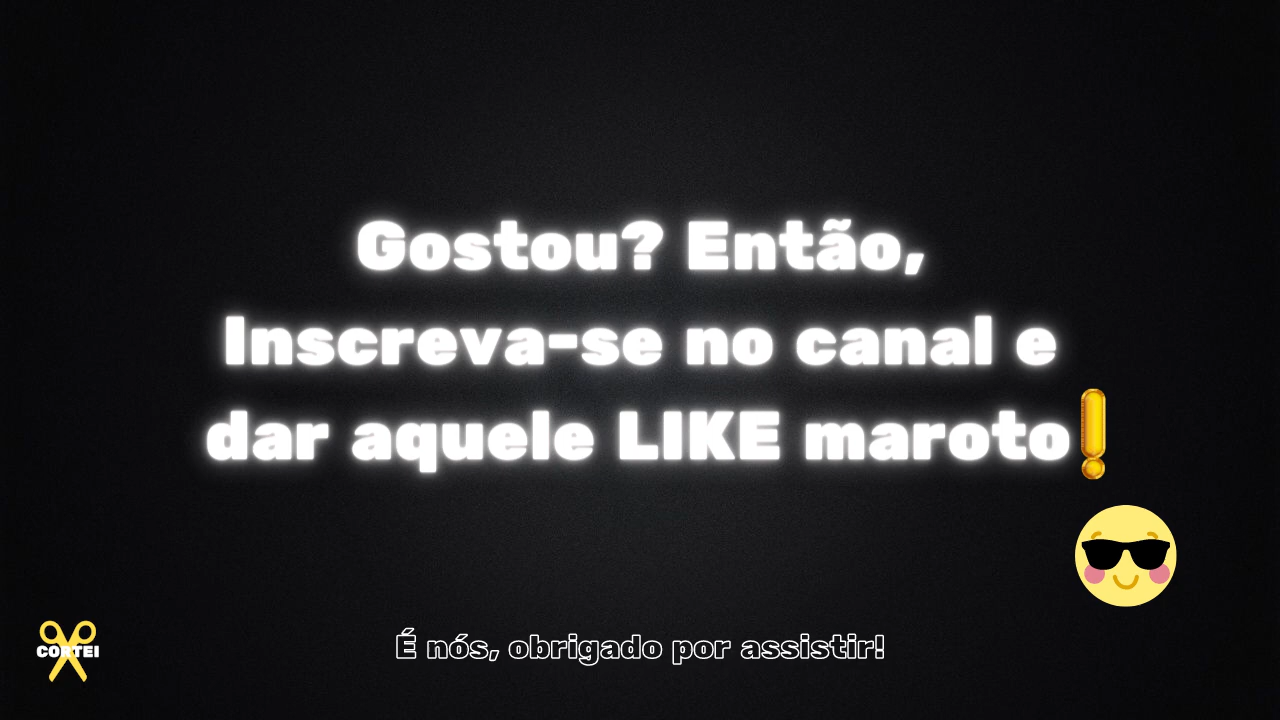 Gostou? Então,
Inscreva-se no canal e
dar aquele LIKE maroto!
É nós, obrigado por assistir!
CORTEI